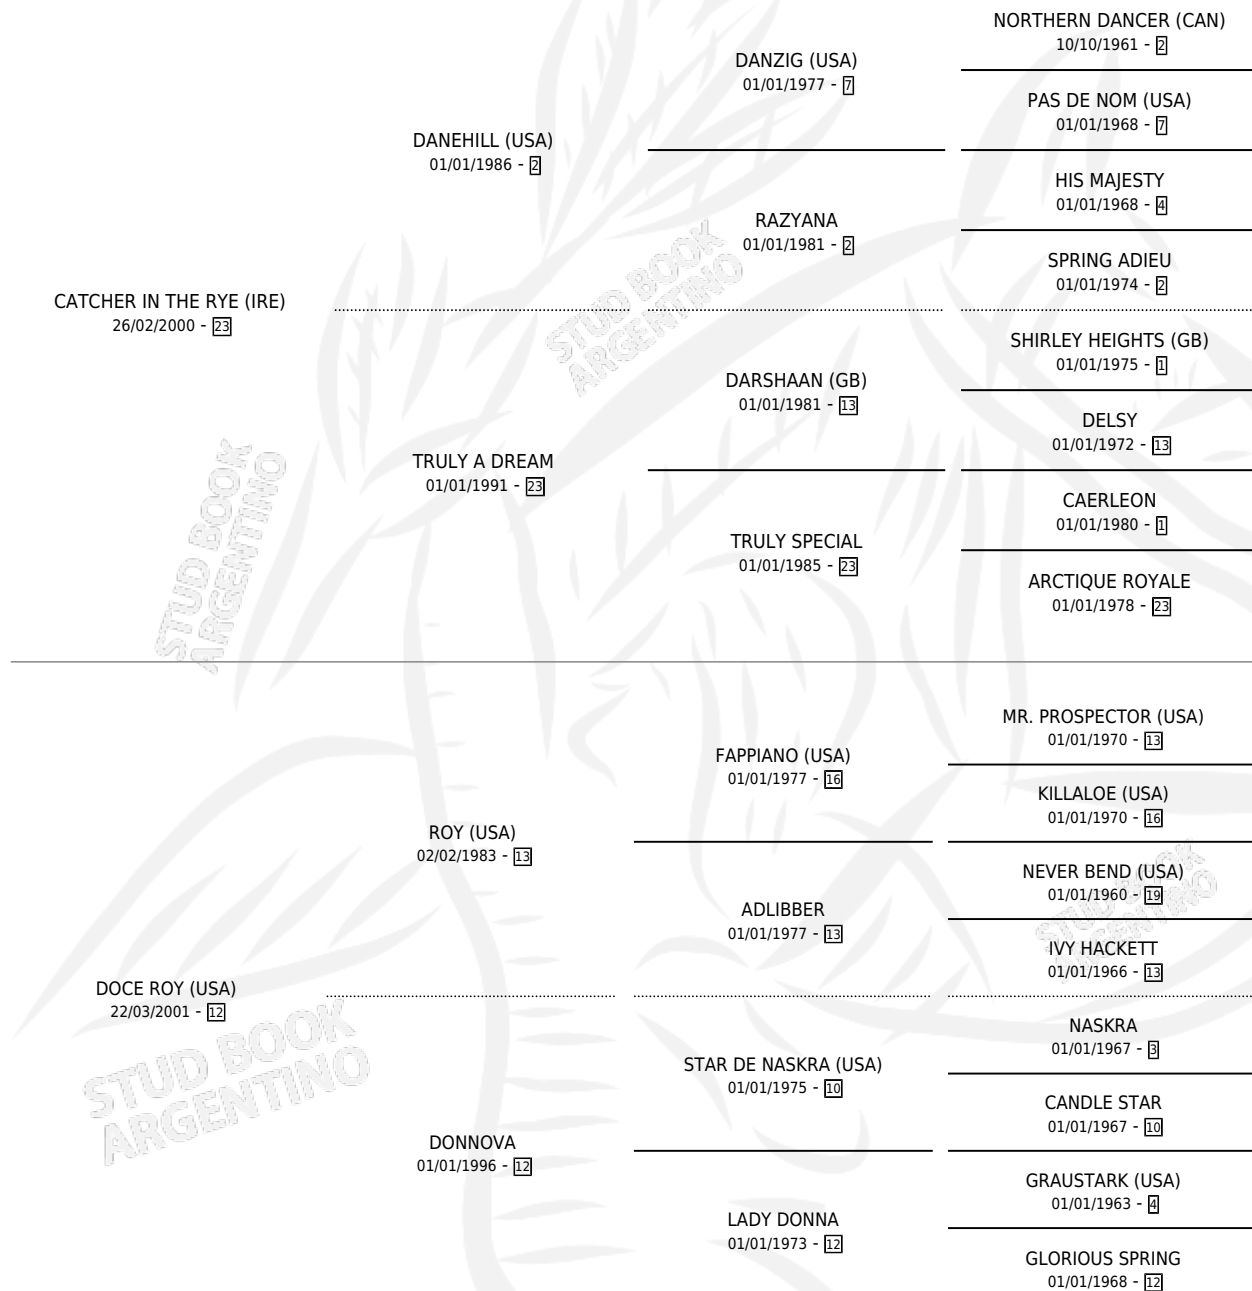 NORTHERN DANCER (CAN)
10/10/1961 - 2
DANZIG (USA)
01/01/1977 - 7
PAS DE NOM (USA)
01/01/1968 - 7
DANEHILL (USA)
01/01/1986 - 2
HIS MAJESTY
01/01/1968 - 4
RAZYANA
01/01/1981 - 2
SPRING ADIEU
01/01/1974 - 2
CATCHER IN THE RYE (IRE)
26/02/2000 - 23
SHIRLEY HEIGHTS (GB)
01/01/1975 - 1
DARSHAAN (GB)
01/01/1981 - 13
DELSY
01/01/1972 - 13
TRULY A DREAM
01/01/1991 - 23
CAERLEON
01/01/1980 - 1
TRULY SPECIAL
01/01/1985 - 23
ARCTIQUE ROYALE
01/01/1978 - 23
MR. PROSPECTOR (USA)
01/01/1970 - 13
FAPPIANO (USA)
01/01/1977 - 16
KILLALOE (USA)
01/01/1970 - 16
ROY (USA)
02/02/1983 - 13
NEVER BEND (USA)
01/01/1960 - 19
ADLIBBER
01/01/1977 - 13
IVY HACKETT
01/01/1966 - 13
DOCE ROY (USA)
22/03/2001 - 12
NASKRA
01/01/1967 - 3
STAR DE NASKRA (USA)
01/01/1975 - 10
CANDLE STAR
01/01/1967 - 10
DONNOVA
01/01/1996 - 12
GRAUSTARK (USA)
01/01/1963 - 4
LADY DONNA
01/01/1973 - 12
GLORIOUS SPRING
01/01/1968 - 12
STUD BOOK
ARGENTINO
STUD BOOK
ARGENTINO
STUD BOOK
ARGENTINO
STUD BOOK
ARGENTINO